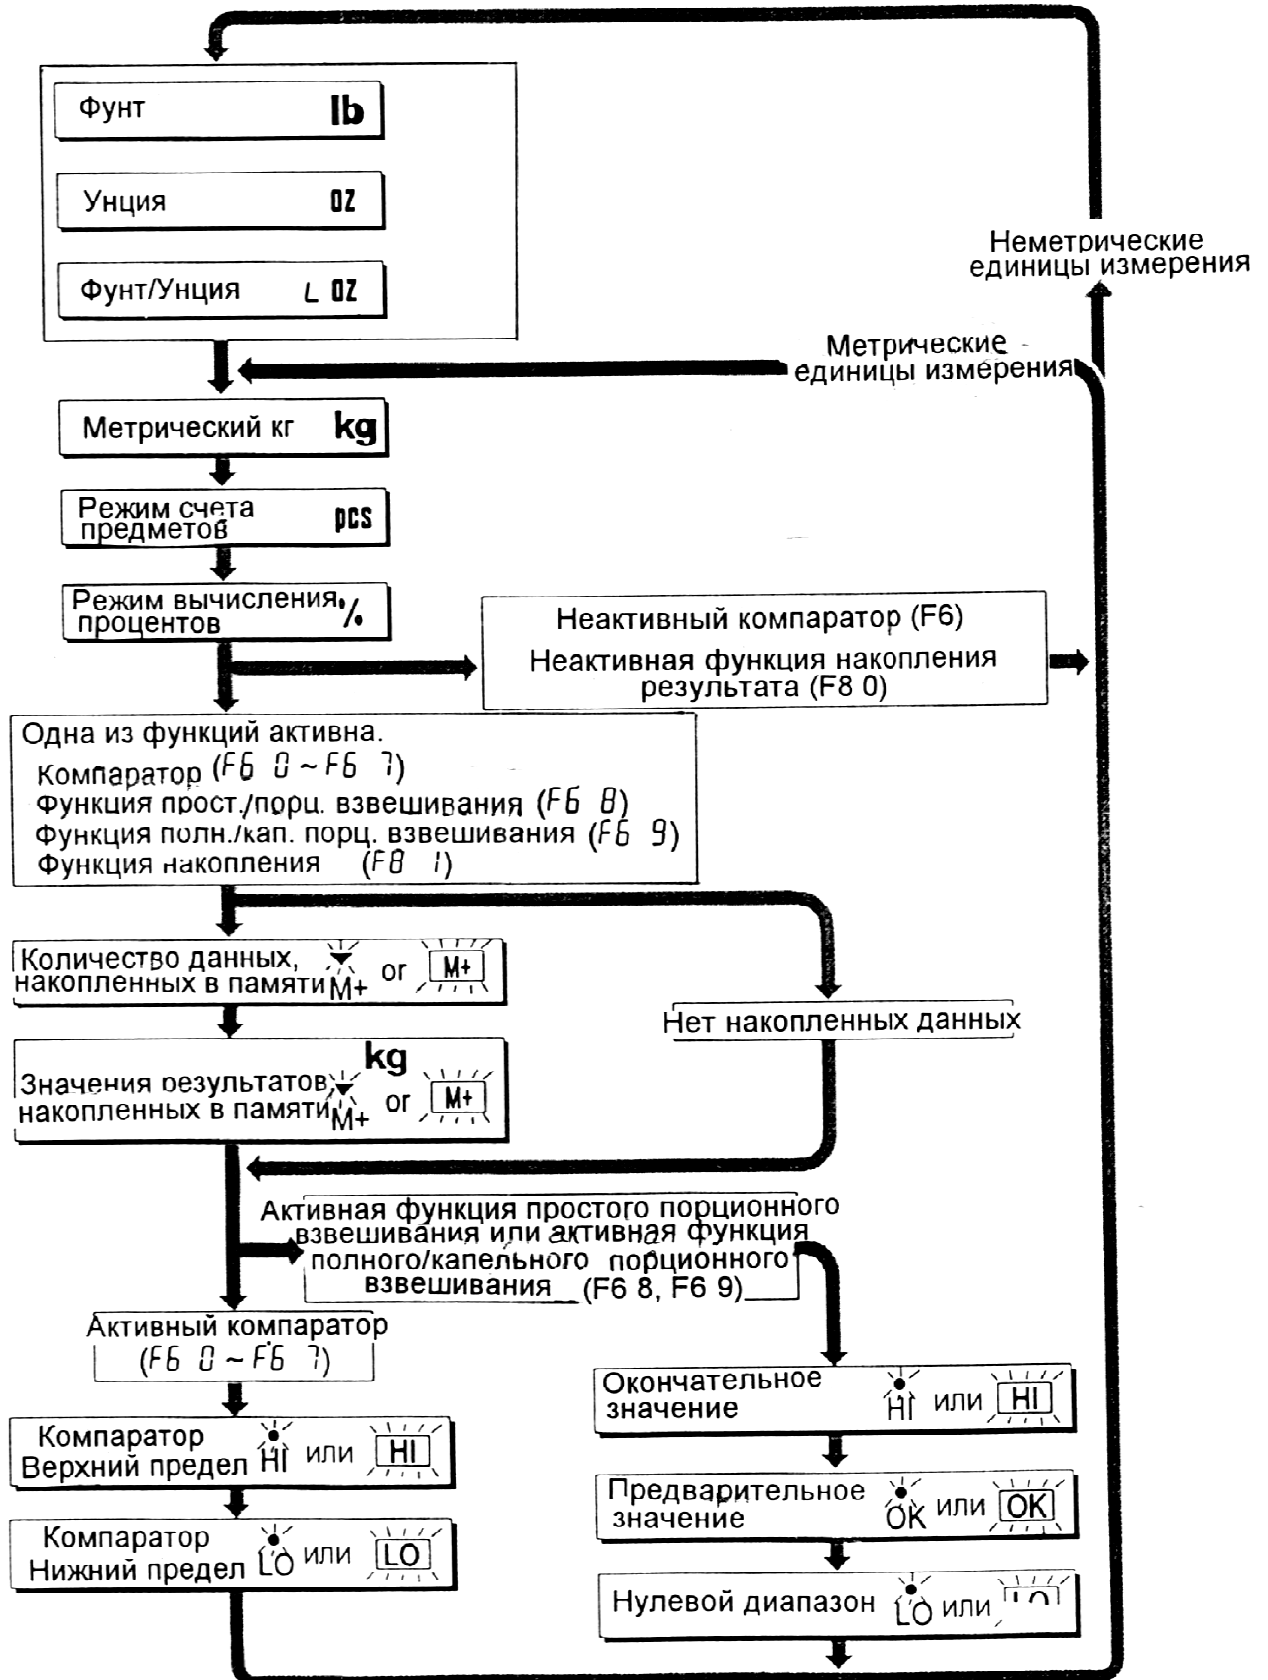 Фунт lb
Унция oz
Фунт/Унция L oz
Неметрические
единицы измерения
Метрические
единицы измерения
Метрический кг kg
Режим счета
предметов pcs
Режим вычисления
процентов %
Неактивный компаратор (F6)
Неактивная функция накопления
результата (F8 0)
Одна из функций активна.
Компаратор (F6 0 ~ F6 7)
Функция прост./порц. взвешивания (F6 8)
Функция полн./кап. порц. взвешивания (F6 9)
Функция накопления (F8 1)
Количество данных,
накопленных в памяти M+ or M+
Нет накопленных данных
kg
Значения результатов,
накопленных в памяти M+ or M+
Активная функция простого порционного
взвешивания или активная функция
полного/капельного порционного
взвешивания (F6 8, F6 9)
Активный компаратор
(F6 0 ~ F6 7)
Окончательное
значение HI или HI
Компаратор
Верхний предел HI или HI
Предварительное
значение OK или OK
Компаратор
Нижний предел LO или LO
Нулевой диапазон LO или LO